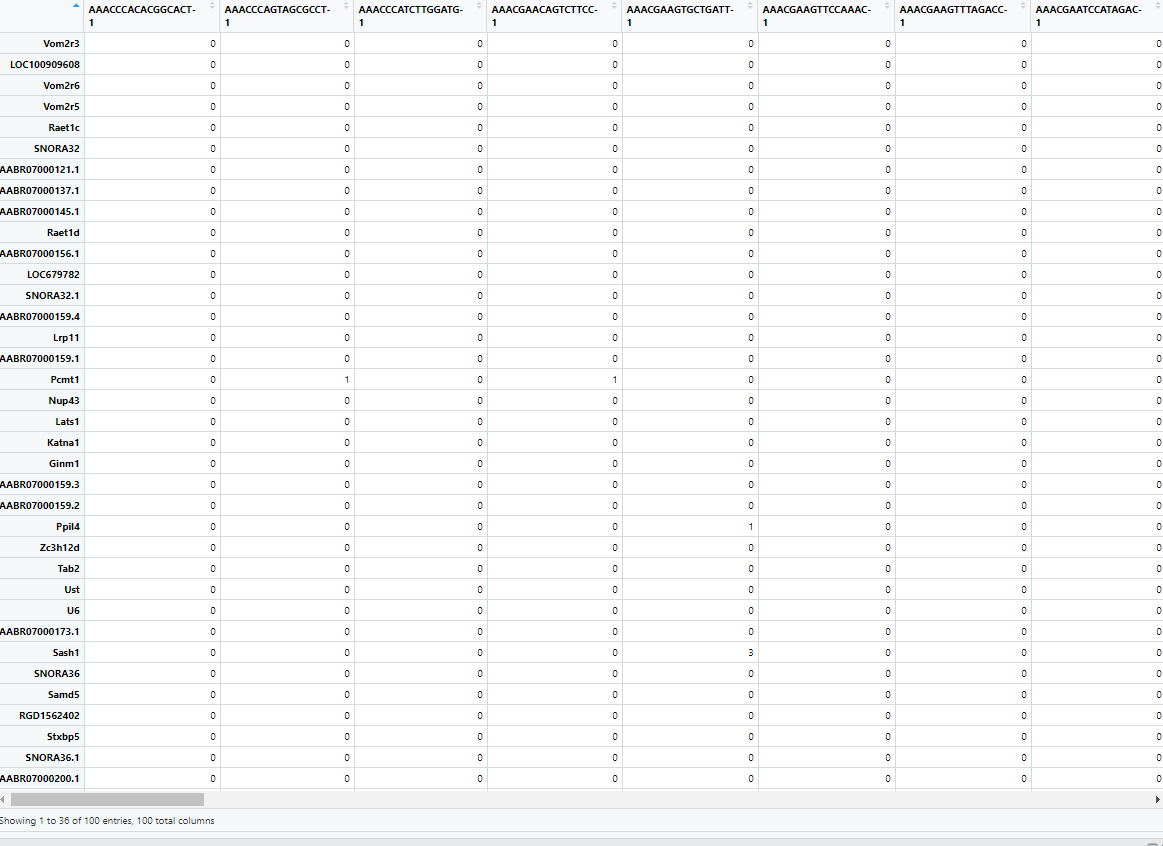 AAACCCACACGGCACT- AAACCCAGTAGCGCCT- AAACCCATCTTGGATG- AAACGAACAGTCTTCC- AAACGAAGTGCTGATT- AAACGAAGTTCCAAAC- AAACGAAGTTTAGACC- AAACGAATCCATAGAC-
1 1 1 1 1 1 1 1
Vom2r3 0 0 0 0 0 0 0 0
LOC100909608 0 0 0 0 0 0 0 0
Vom2r6 0 0 0 0 0 0 0 0
Vom2r5 0 0 0 0 0 0 0 0
Raet1c 0 0 0 0 0 0 0 0
SNORA32 0 0 0 0 0 0 0 0
AABR07000121.1 0 0 0 0 0 0 0 0
AABR07000137.1 0 0 0 0 0 0 0 0
AABR07000145.1 0 0 0 0 0 0 0 0
Raet1d 0 0 0 0 0 0 0 0
AABR07000156.1 0 0 0 0 0 0 0 0
LOC679782 0 0 0 0 0 0 0 0
SNORA32.1 0 0 0 0 0 0 0 0
AABR07000159.4 0 0 0 0 0 0 0 0
Lrp11 0 0 0 0 0 0 0 0
AABR07000159.1 0 0 0 0 0 0 0 0
Pcmt1 0 1 0 1 0 0 0 0
Nup43 0 0 0 0 0 0 0 0
Lats1 0 0 0 0 0 0 0 0
Katna1 0 0 0 0 0 0 0 0
Ginm1 0 0 0 0 0 0 0 0
AABR07000159.3 0 0 0 0 0 0 0 0
AABR07000159.2 0 0 0 0 0 0 0 0
Ppil4 0 0 0 0 1 0 0 0
Zc3h12d 0 0 0 0 0 0 0 0
Tab2 0 0 0 0 0 0 0 0
Ust 0 0 0 0 0 0 0 0
U6 0 0 0 0 0 0 0 0
AABR07000173.1 0 0 0 0 0 0 0 0
Sash1 0 0 0 0 3 0 0 0
SNORA36 0 0 0 0 0 0 0 0
Samd5 0 0 0 0 0 0 0 0
RGD1562402 0 0 0 0 0 0 0 0
Stxbp5 0 0 0 0 0 0 0 0
SNORA36.1 0 0 0 0 0 0 0 0
AABR07000200.1 0 0 0 0 0 0 0 0
Showing 1 to 36 of 100 entries, 100 total columns